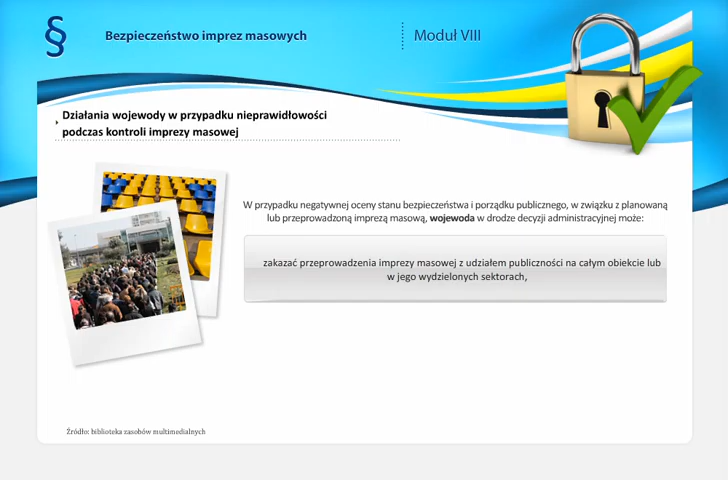 §
Bezpieczeństwo imprez masowych
Moduł VIII
Działania wojewody w przypadku nieprawidłowości
podczas kontroli imprezy masowej
W przypadku negatywnej oceny stanu bezpieczeństwa i porządku publicznego, w związku z planowaną
lub przeprowadzoną imprezą masową, wojewoda w drodze decyzji administracyjnej może:
zakazać przeprowadzenia imprezy masowej z udziałem publiczności na całym obiekcie lub
w jego wydzielonych sektorach,
Źródło: biblioteka zasobów multimedialnych